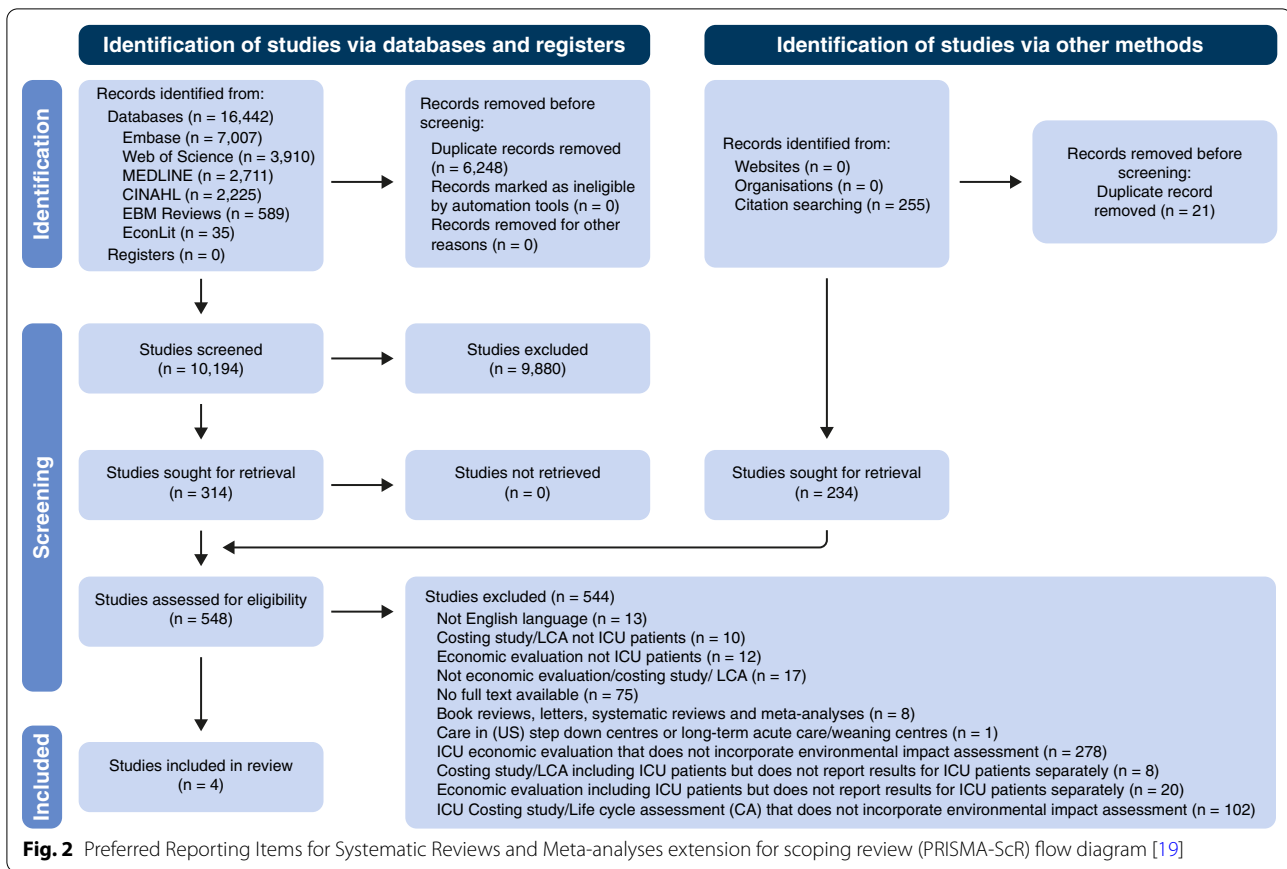 Identification of studies via databases and registers
Identification of studies via other methods
Identification
Records identified from:
Databases (n = 16,442)
Embase (n = 7,007)
Web of Science (n = 3,910)
MEDLINE (n = 2,711)
CINAHL (n = 2,225)
EBM Reviews (n = 589)
EconLit (n = 35)
Registers (n = 0)
Records removed before
screenig:
Duplicate records removed
(n = 6,248)
Records marked as ineligible
by automation tools (n = 0)
Records removed for other
reasons (n = 0)
Records identified from:
Websites (n = 0)
Organisations (n = 0)
Citation searching (n = 255)
Records removed before
screening:
Duplicate record
removed (n = 21)
Screening
Studies screened
(n = 10,194)
Studies excluded
(n = 9,880)
Studies sought for retrieval
(n = 314)
Studies not retrieved
(n = 0)
Studies sought for retrieval
(n = 234)
Studies assessed for eligibility
(n = 548)
Studies excluded (n = 544)
Not English language (n = 13)
Costing study/LCA not ICU patients (n = 10)
Economic evaluation not ICU patients (n = 12)
Not economic evaluation/costing study/ LCA (n = 17)
No full text available (n = 75)
Book reviews, letters, systematic reviews and meta-analyses (n = 8)
Care in (US) step down centres or long-term acute care/weaning centres (n = 1)
ICU economic evaluation that does not incorporate environmental impact assessment (n = 278)
Costing study/LCA including ICU patients but does not report results for ICU patients separately (n = 8)
Economic evaluation including ICU patients but does not report results for ICU patients separately (n = 20)
ICU Costing study/Life cycle assessment (CA) that does not incorporate environmental impact assessment (n = 102)
Included
Studies included in review
(n = 4)
Fig. 2 Preferred Reporting Items for Systematic Reviews and Meta-analyses extension for scoping review (PRISMA-ScR) flow diagram [19]